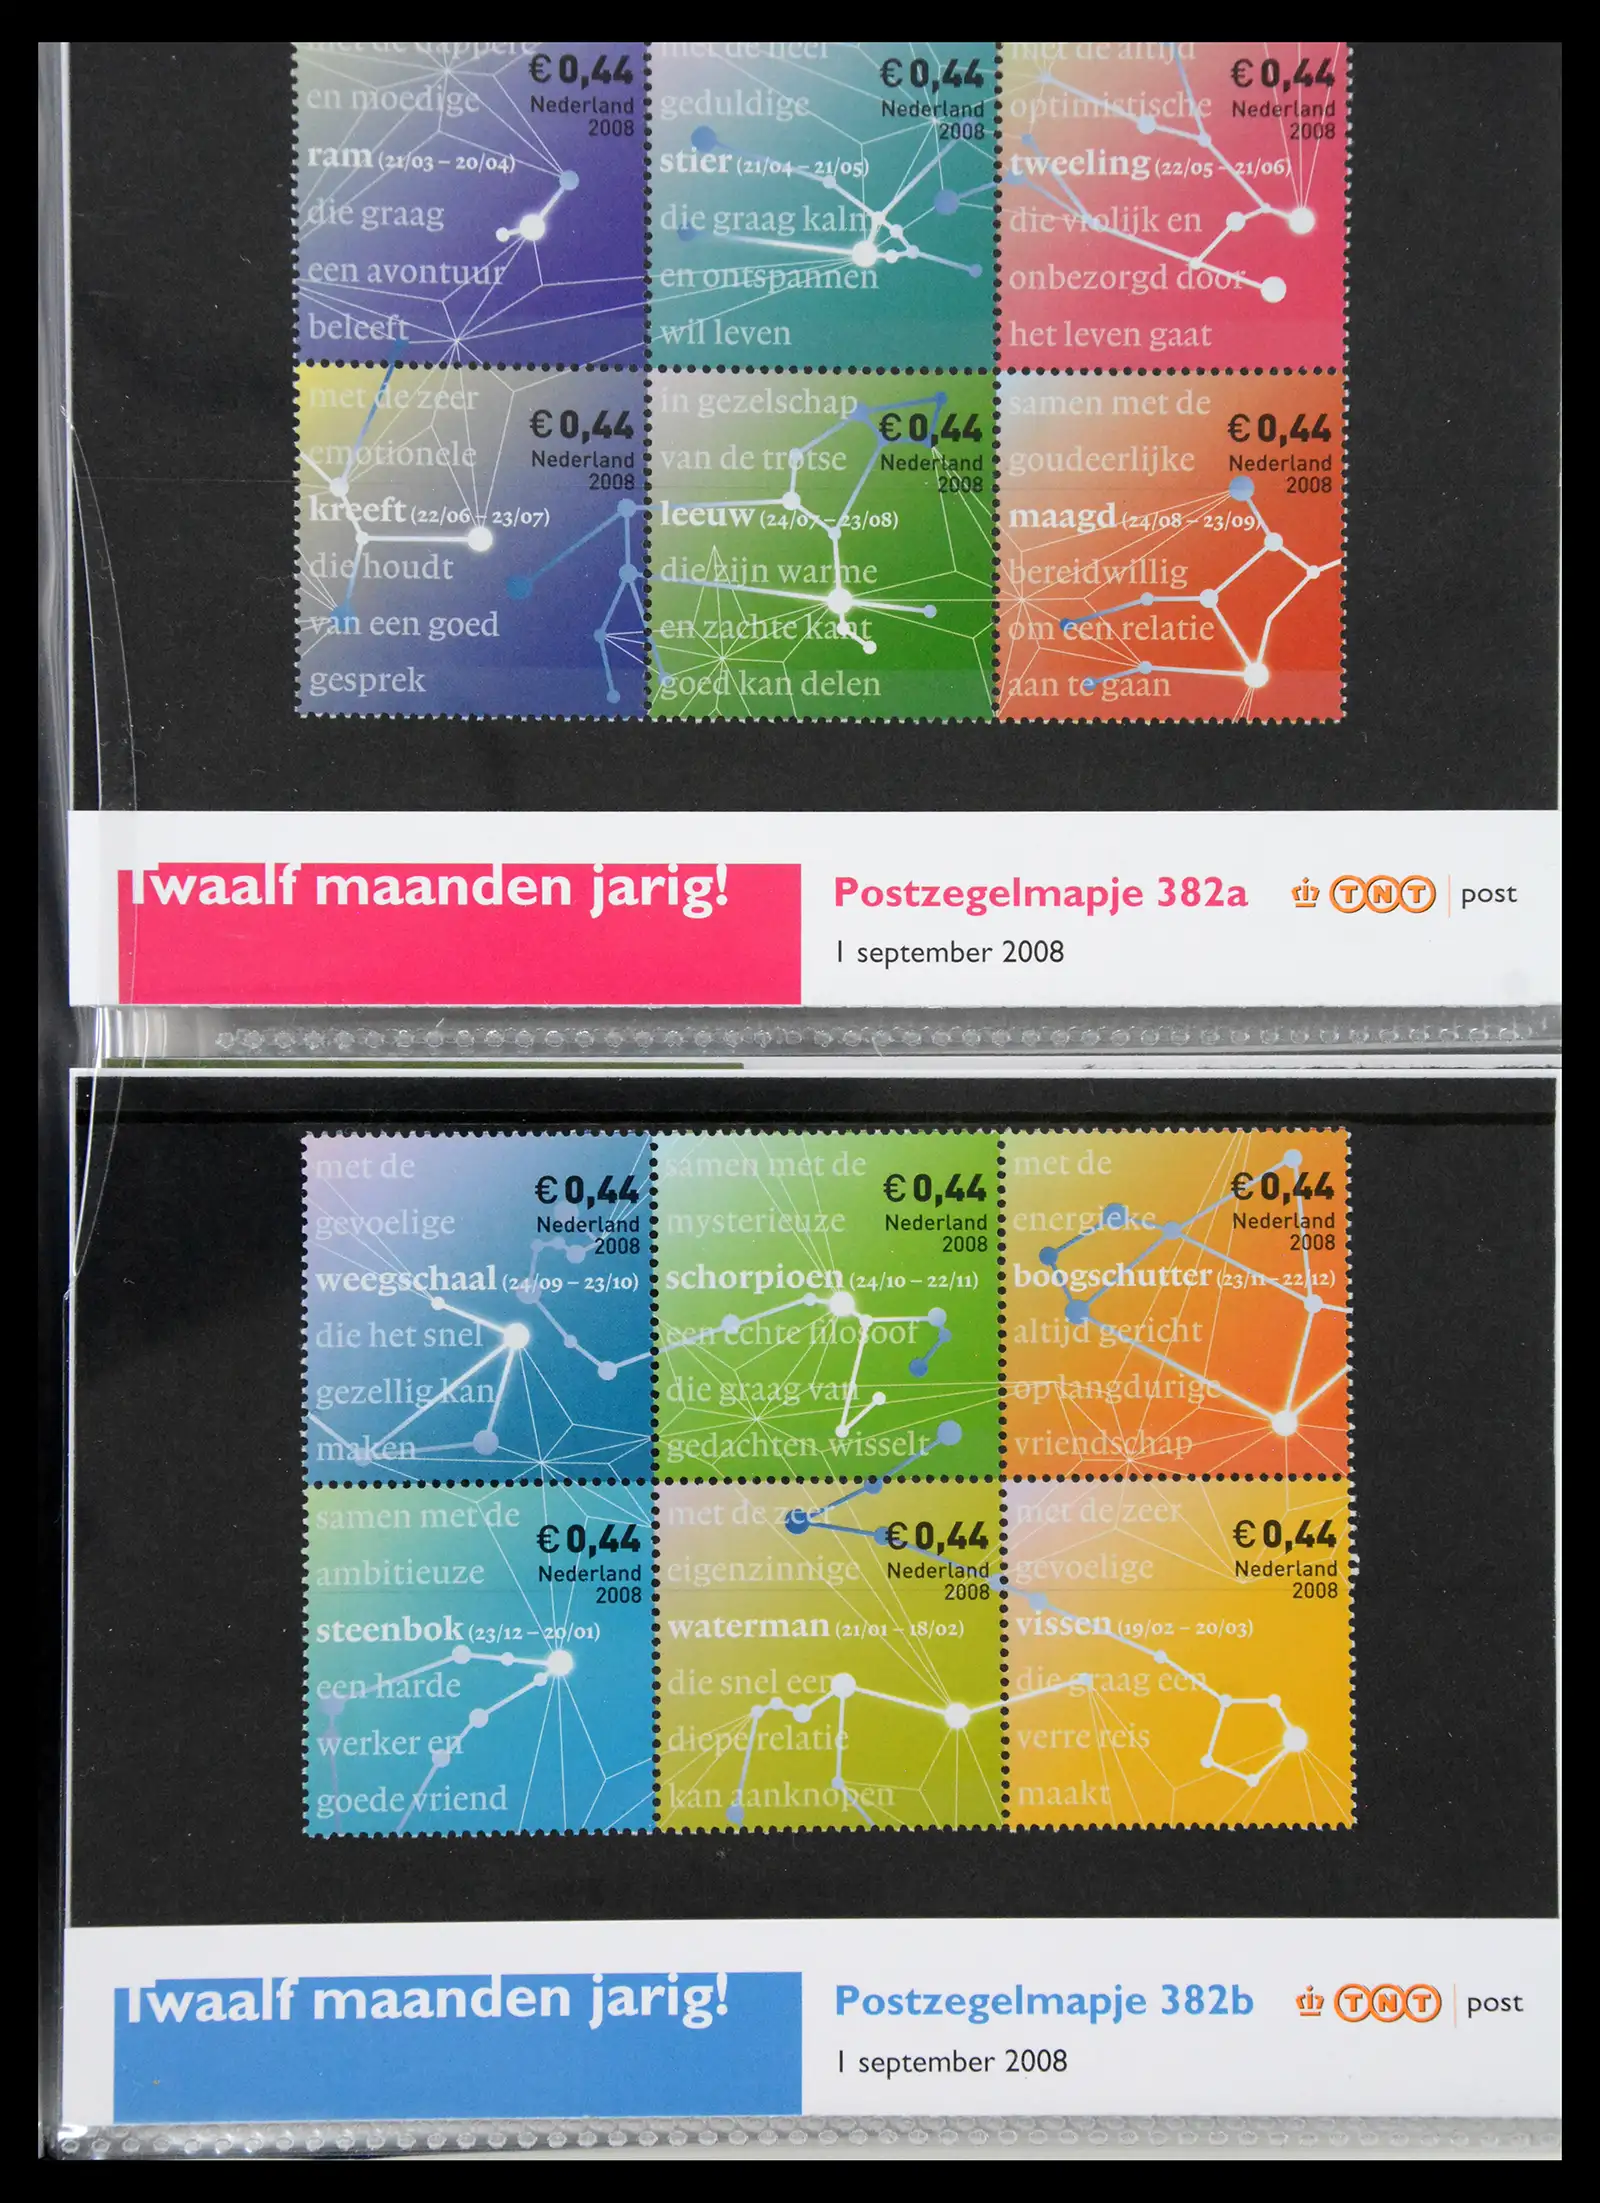 met de dappere
en moedige
€ 0,44
Nederland
2008
ram (21/03 – 20/04)
die graag
een avontuur
beleeft
met de heel
geduldige
€ 0,44
Nederland
2008
stier (21/04 – 21/05)
die graag kalm
en ontspannen
wil leven
met de altijd
optimistische
€ 0,44
Nederland
2008
tweeling (22/05 – 21/06)
die vrolijk en
onbezorgd door
het leven gaat
met de zeer
emotionele
€ 0,44
Nederland
2008
kreeft (22/06 – 23/07)
die houdt
van een goed
gesprek
in gezelschap
van de trotse
€ 0,44
Nederland
2008
leeuw (24/07 – 23/08)
die zijn warme
en zachte kant
goed kan delen
samen met de
goudeerlijke
€ 0,44
Nederland
2008
maagd (24/08 – 23/09)
bereidwillig
om een relatie
aan te gaan
Twaalf maanden jarig!
Postzegelmapje 382a
TNT post
1 september 2008
met de
gevoelige
€ 0,44
Nederland
2008
weegschaal (24/09 – 23/10)
die het snel
gezellig kan
maken
samen met de
mysterieuze
€ 0,44
Nederland
2008
schorpioen (24/10 – 22/11)
een echte filosoof
die graag van
gedachten wisselt
met de
energieke
€ 0,44
Nederland
2008
boogschutter (23/11 – 22/12)
altijd gericht
op langdurige
vriendschap
samen met de
ambitieuze
€ 0,44
Nederland
2008
steenbok (23/12 – 20/01)
een harde
werker en
goede vriend
met de zeer
eigenzinnige
€ 0,44
Nederland
2008
waterman (21/01 – 18/02)
die snel een
diepe relatie
kan aanknopen
met de zeer
gevoelige
€ 0,44
Nederland
2008
vissen (19/02 – 20/03)
die graag een
verre reis
maakt
Twaalf maanden jarig!
Postzegelmapje 382b
TNT post
1 september 2008